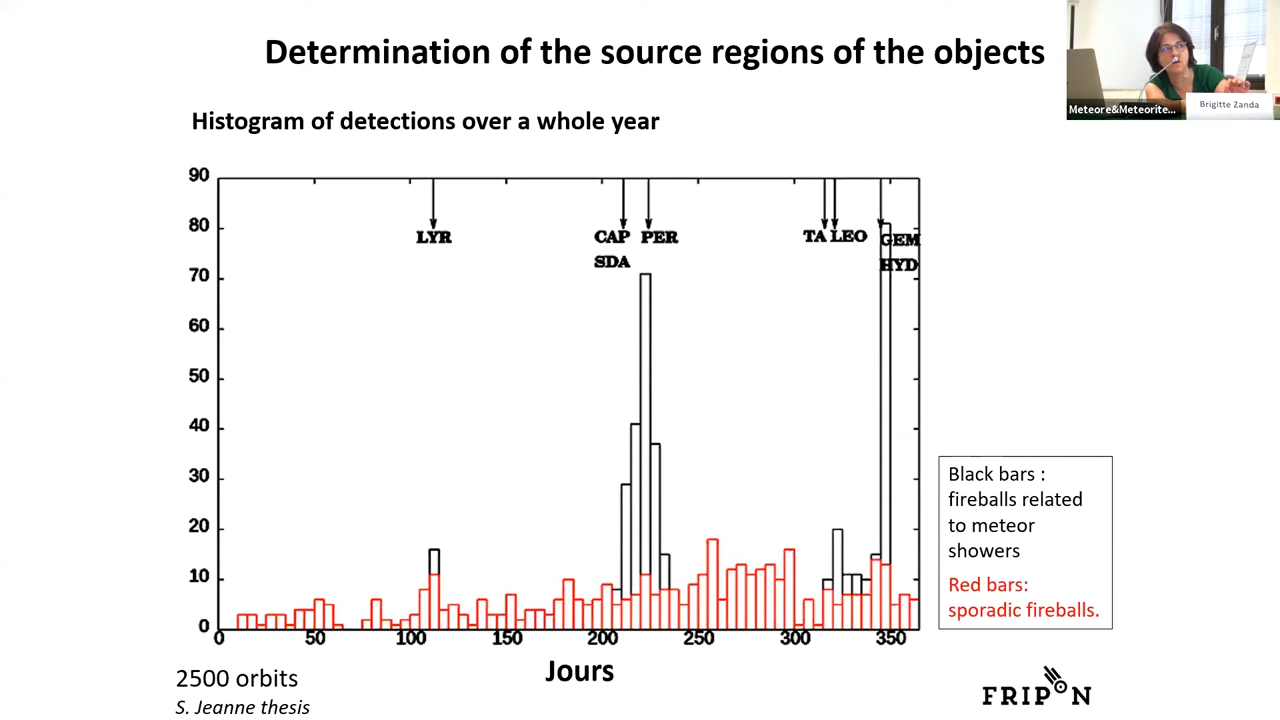 Determination of the source regions of the objects
Meteore&Meteorite...
Brigitte Zanda
Histogram of detections over a whole year
90
80
70
60
50
40
30
20
10
0
LYR
CAP PER
SDA
TA LEO
GEM
HYD
0 50 100 150 200 250 300 350
Jours
Black bars :
fireballs related
to meteor
showers
Red bars:
sporadic fireballs.
2500 orbits
S. Jeanne thesis
FRIPON